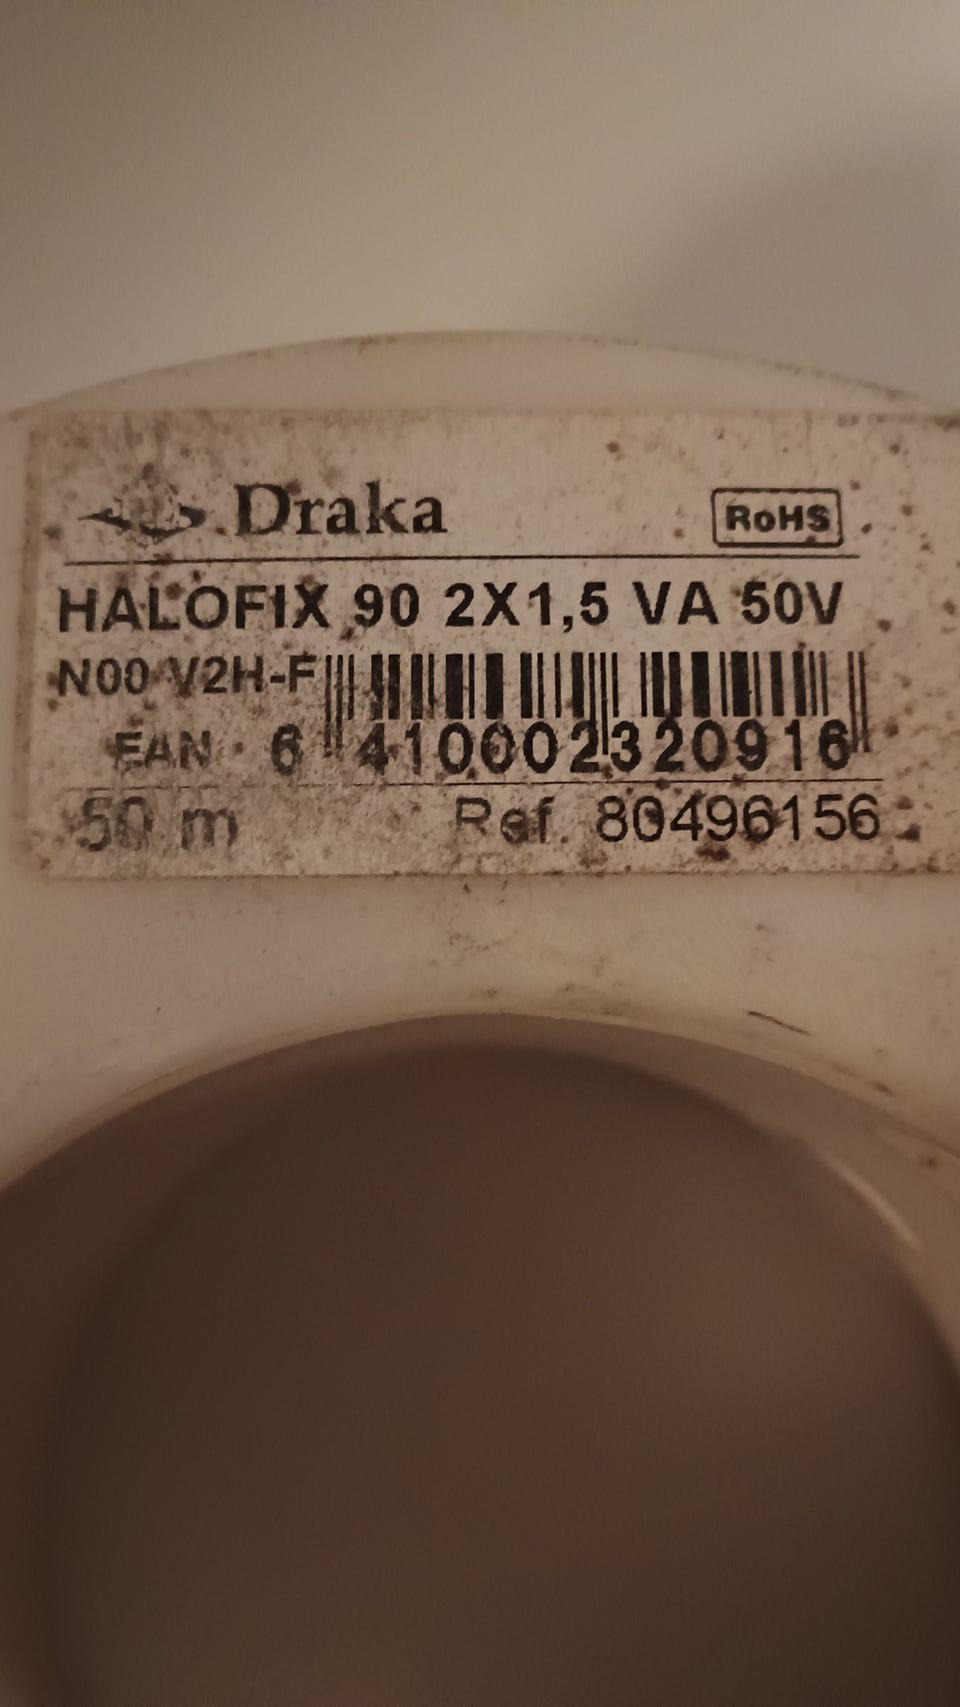 Draka
RoHS
HALOFIX 90 2X1,5 VA 50V
N00 V2H-F
EAN 6 410002 320916
50 m Ref. 80496156